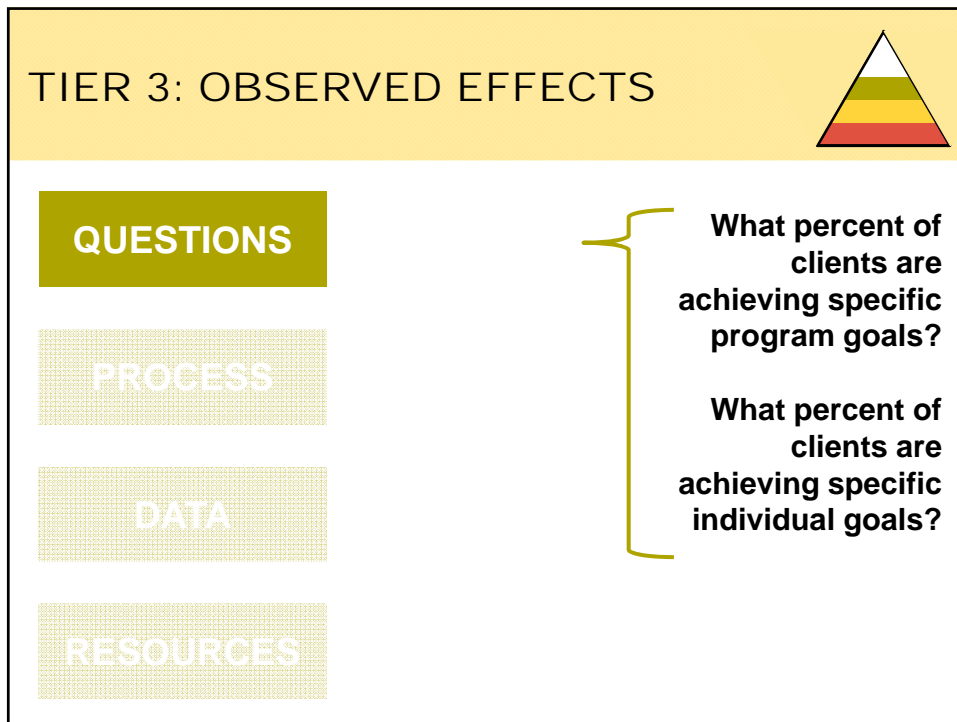 TIER 3: OBSERVED EFFECTS
QUESTIONS
PROCESS
DATA
RESOURCES
What percent of
clients are
achieving specific
program goals?
What percent of
clients are
achieving specific
individual goals?